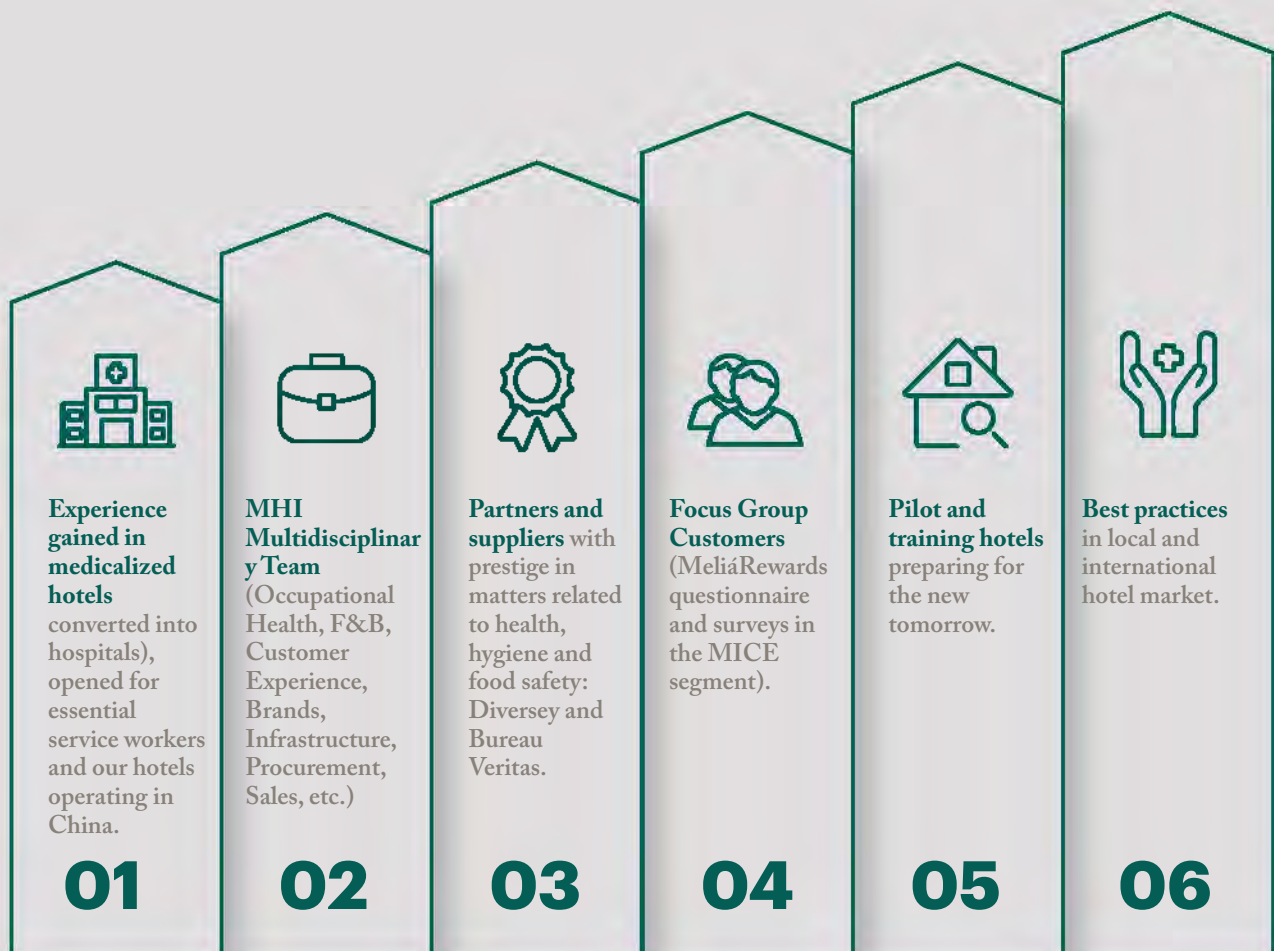 Experience
gained in
medicalized
hotels
converted into
hospitals),
opened for
essential
service workers
and our hotels
operating in
China.
01
MHI
Multidisciplinar
y Team
(Occupational
Health, F&B,
Customer
Experience,
Brands,
Infrastructure,
Procurement,
Sales, etc.)
02
Partners and
suppliers with
prestige in
matters related
to health,
hygiene and
food safety:
Diversey and
Bureau
Veritas.
03
Focus Group
Customers
(MeliáRewards
questionnaire
and surveys in
the MICE
segment).
04
Pilot and
training hotels
preparing for
the new
tomorrow.
05
Best practices
in local and
international
hotel market.
06